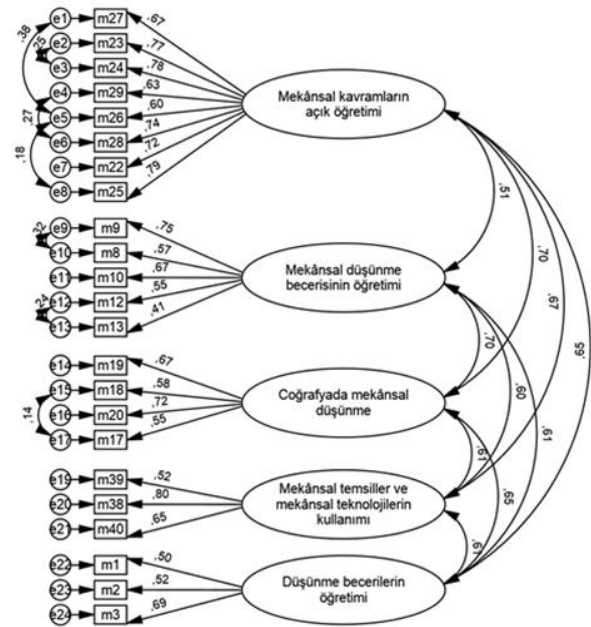 e1 m27 ,67
e2 m23 ,77
e3 m24 ,78
e4 m29 ,63
e5 m26 ,60
e6 m28 ,74
e7 m22 ,72
e8 m25 ,79
,38
,25
,27
,18
Mekânsal kavramların
açık öğretimi
e9 m9 ,75
e10 m8 ,57
e11 m10 ,67
e12 m12 ,55
e13 m13 ,41
,32
,24
Mekânsal düşünme
becerisinin öğretimi
e14 m19 ,67
e15 m18 ,58
e16 m20 ,72
e17 m17 ,55
,14
Coğrafyada mekânsal
düşünme
e19 m39 ,52
e20 m38 ,80
e21 m40 ,65
Mekânsal temsiller ve
mekânsal teknolojilerin
kullanımı
e22 m1 ,50
e23 m2 ,52
e24 m3 ,69
Düşünme becerilerin
öğretimi
,51
,70
,67
,59
,70
,60
,61
,61
,65
,61